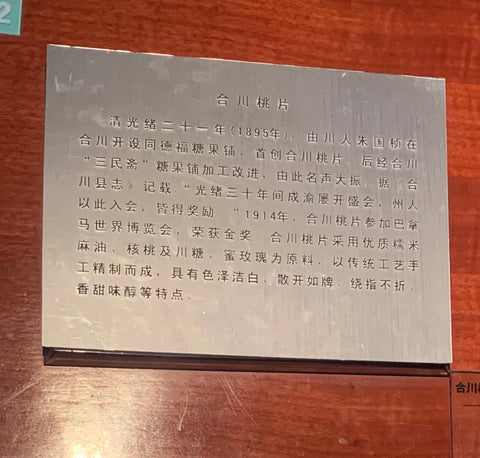 2
合川桃片
清光绪二十一年(1895年)，由川人朱国桢在
合川开设同德福糖果铺，首创合川桃片，后经合川
“三民斋”糖果铺加工改进，由此名声大振，据《合
川县志》记载“光绪三十年间成渝屡开盛会，州人
以此入会，皆得奖励。”1914年，合川桃片参加巴拿
马世界博览会，荣获金奖。合川桃片采用优质糯米
麻油、核桃及川糖、蜜玫瑰为原料，以传统工艺手
工精制而成，具有色泽洁白、散开如牌、绕指不折、
香甜味醇等特点。
合川